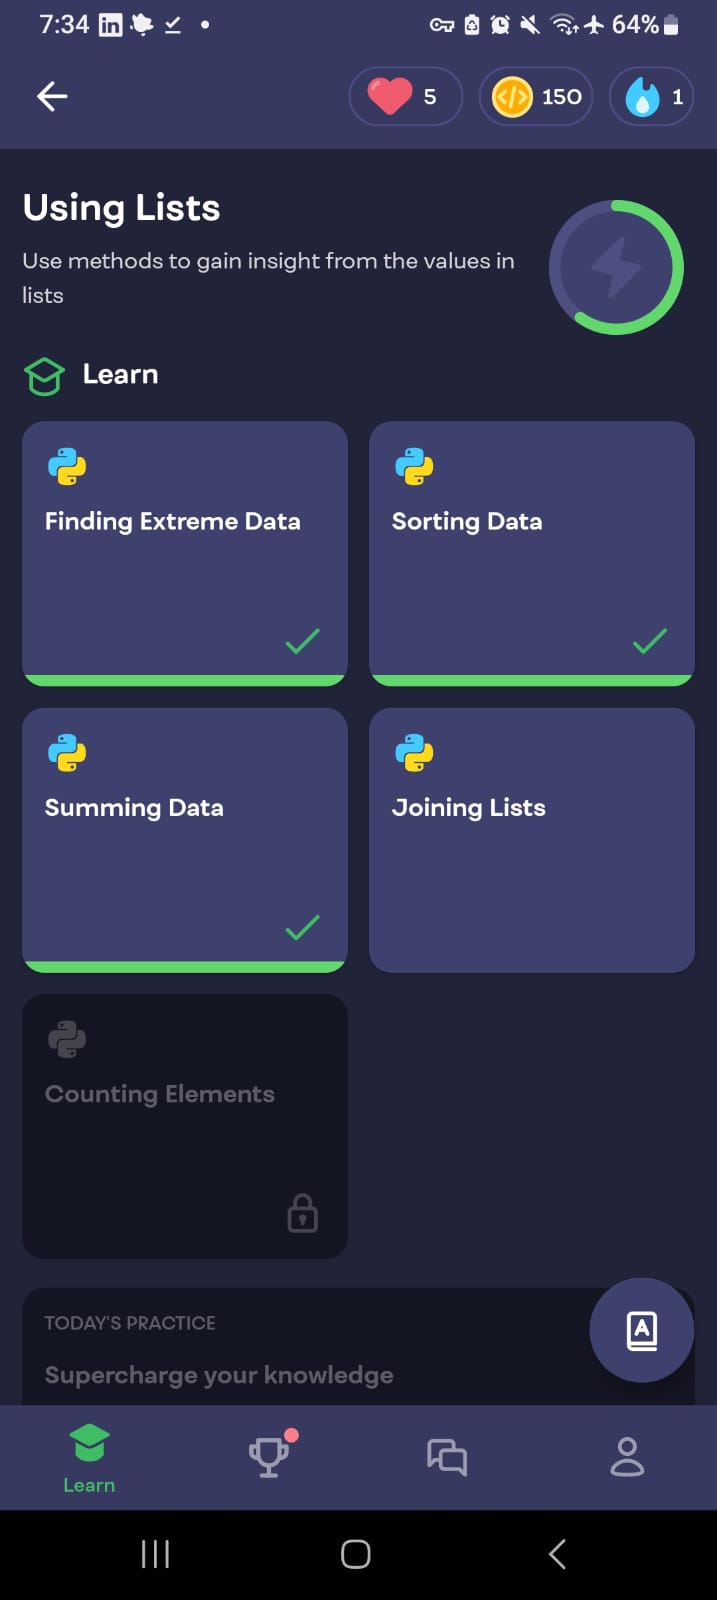 7:34
64%
5
150
1
Using Lists
Use methods to gain insight from the values in
lists
Learn
Finding Extreme Data
Sorting Data
Summing Data
Joining Lists
Counting Elements
TODAY'S PRACTICE
Supercharge your knowledge
Learn